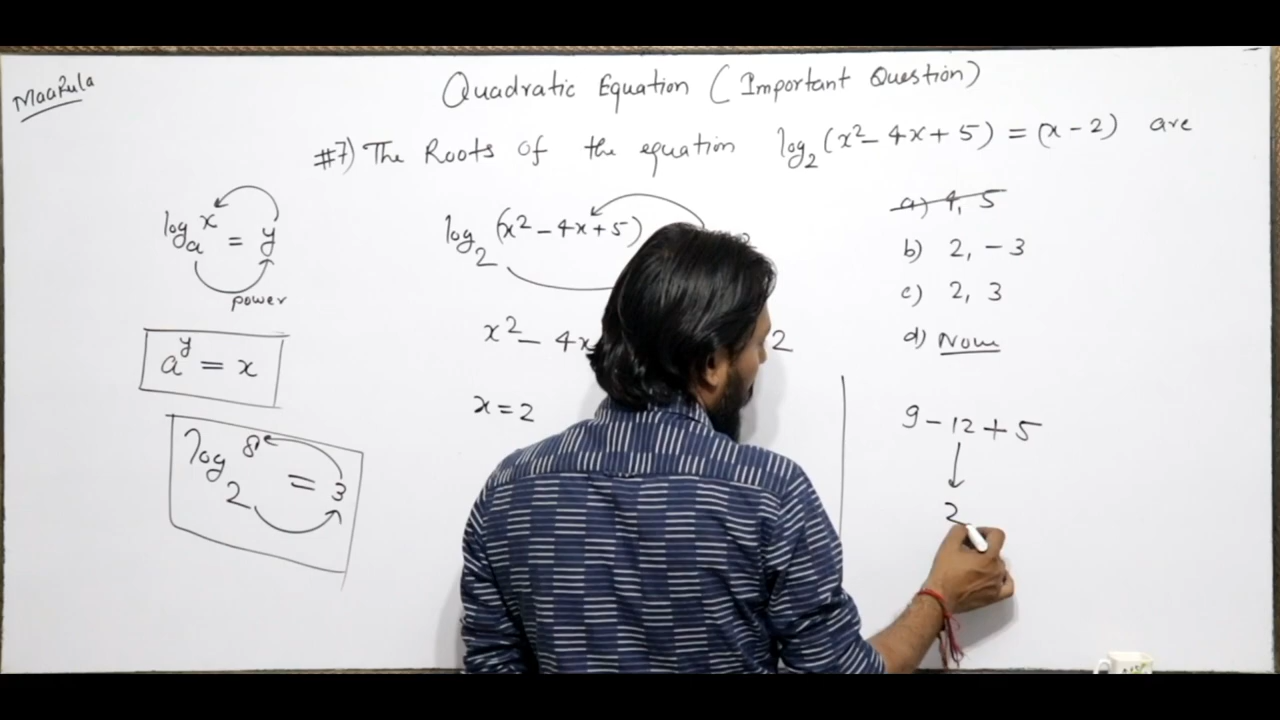 Maarula
Quadratic Equation (Important Question)
#7) The Roots of the equation log₂(x² – 4x + 5) = (x – 2) are
logₐ x = y
power
a^y = x
log₂ 8 = 3
log₂(x² – 4x + 5)
x² – 4x
2
x = 2
a) 4, 5
b) 2, – 3
c) 2, 3
d) None
9 – 12 + 5
2